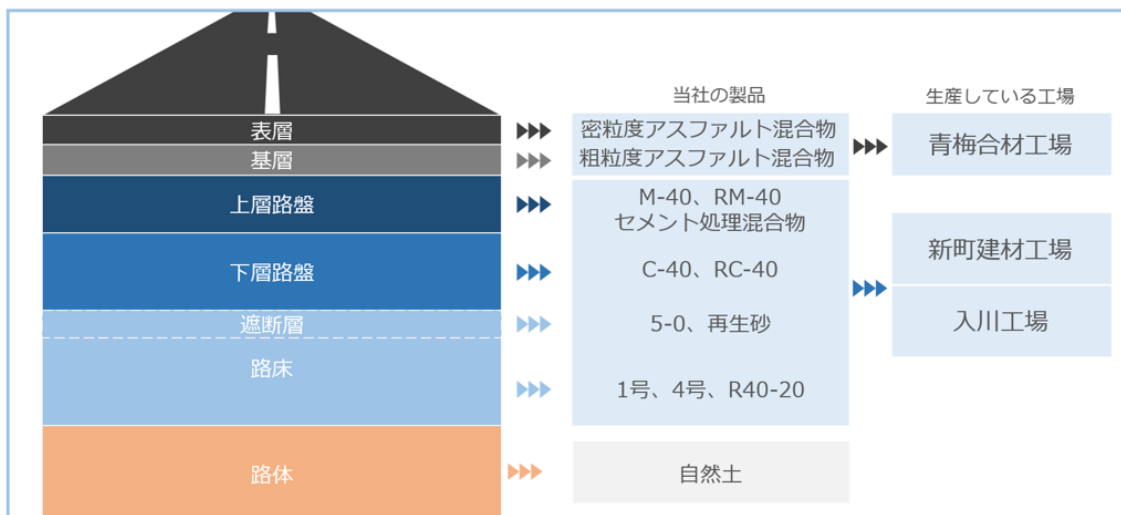 当社の製品
生産している工場
表層
密粒度アスファルト混合物
基層
粗粒度アスファルト混合物
青梅合材工場
上層路盤
M-40、RM-40
セメント処理混合物
下層路盤
C-40、RC-40
新町建材工場
入川工場
遮断層
5-0、再生砂
路床
1号、4号、R40-20
路体
自然土